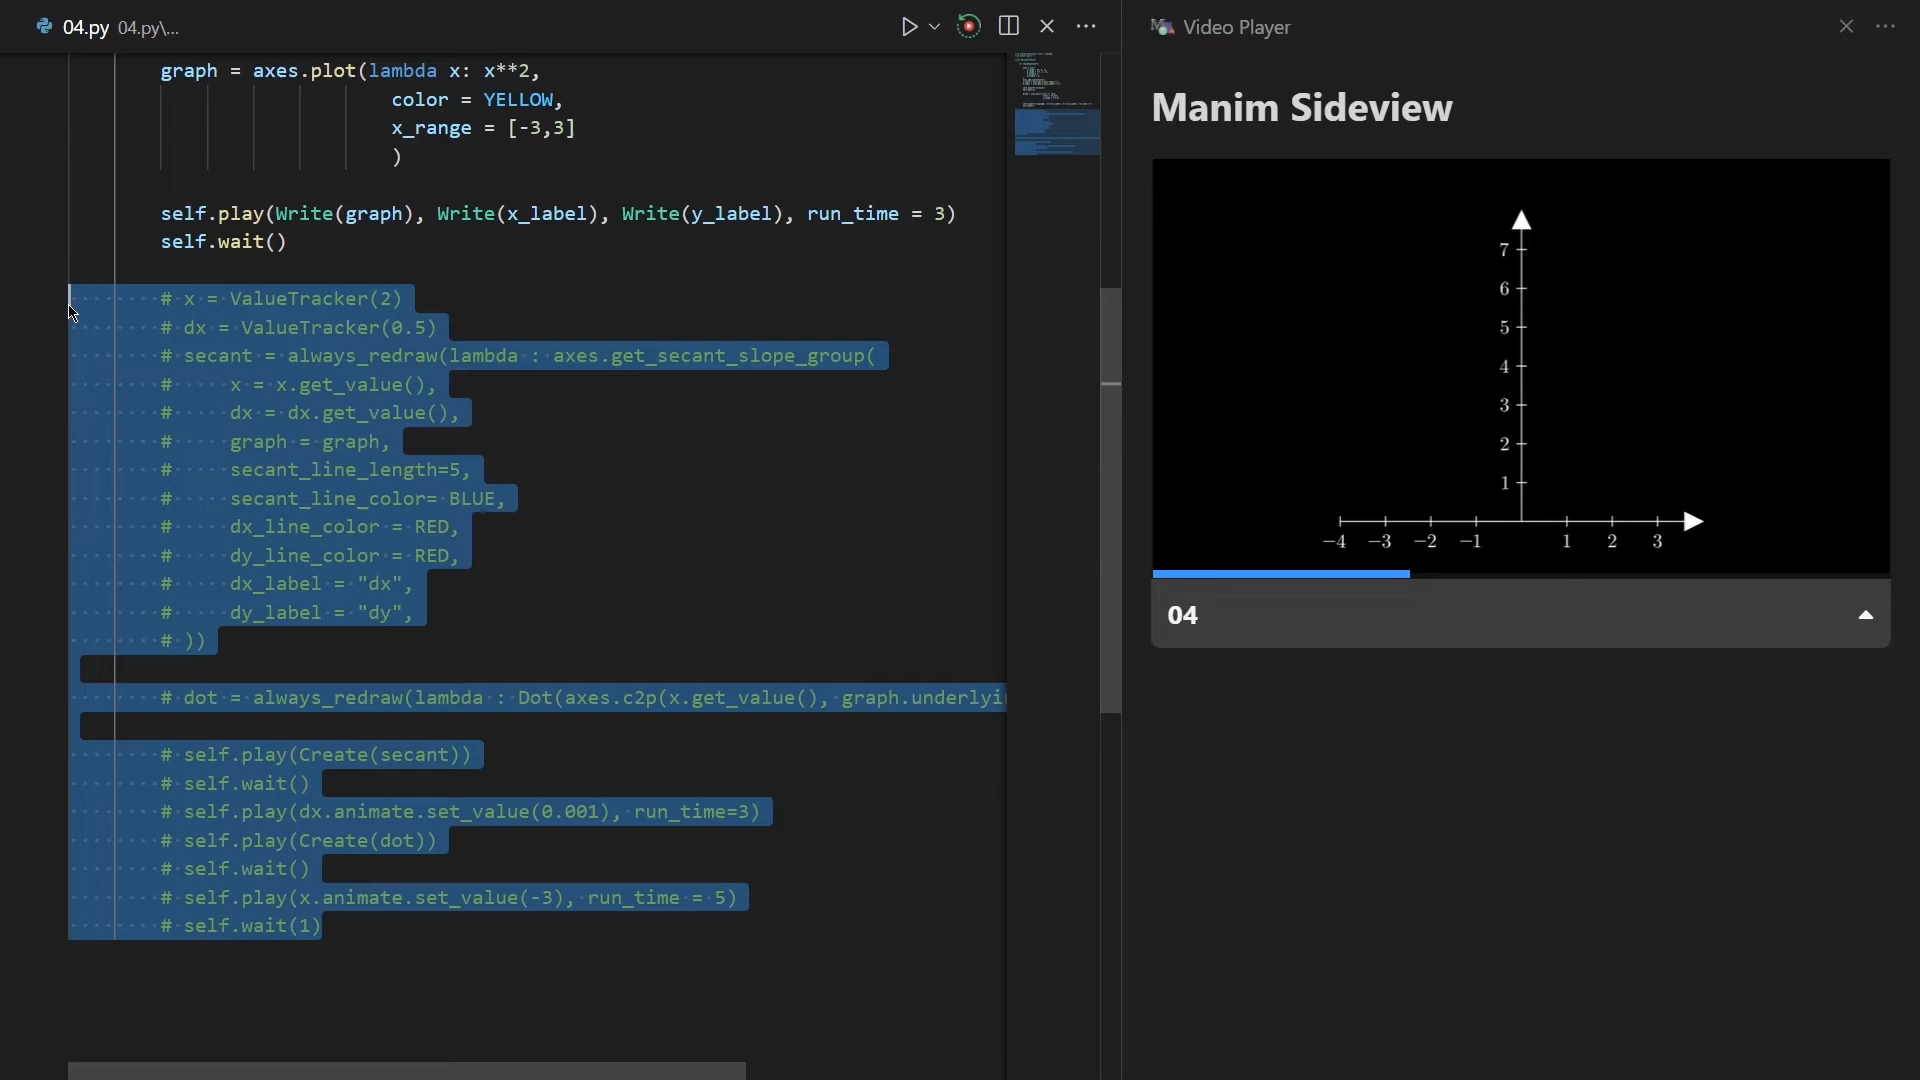 04.py 04.py\...
Video Player
graph = axes.plot(lambda x: x**2,
color = YELLOW,
x_range = [-3,3]
)
self.play(Write(graph), Write(x_label), Write(y_label), run_time = 3)
self.wait()
# x = ValueTracker(2)
# dx = ValueTracker(0.5)
# secant = always_redraw(lambda : axes.get_secant_slope_group(
# x = x.get_value(),
# dx = dx.get_value(),
# graph = graph,
# secant_line_length=5,
# secant_line_color= BLUE,
# dx_line_color = RED,
# dy_line_color = RED,
# dx_label = "dx",
# dy_label = "dy",
# ))
# dot = always_redraw(lambda : Dot(axes.c2p(x.get_value(), graph.underlyi
# self.play(Create(secant))
# self.wait()
# self.play(dx.animate.set_value(0.001), run_time=3)
# self.play(Create(dot))
# self.wait()
# self.play(x.animate.set_value(-3), run_time = 5)
# self.wait(1)
Manim Sideview
7
6
5
4
3
2
1
−4 −3 −2 −1 1 2 3
04